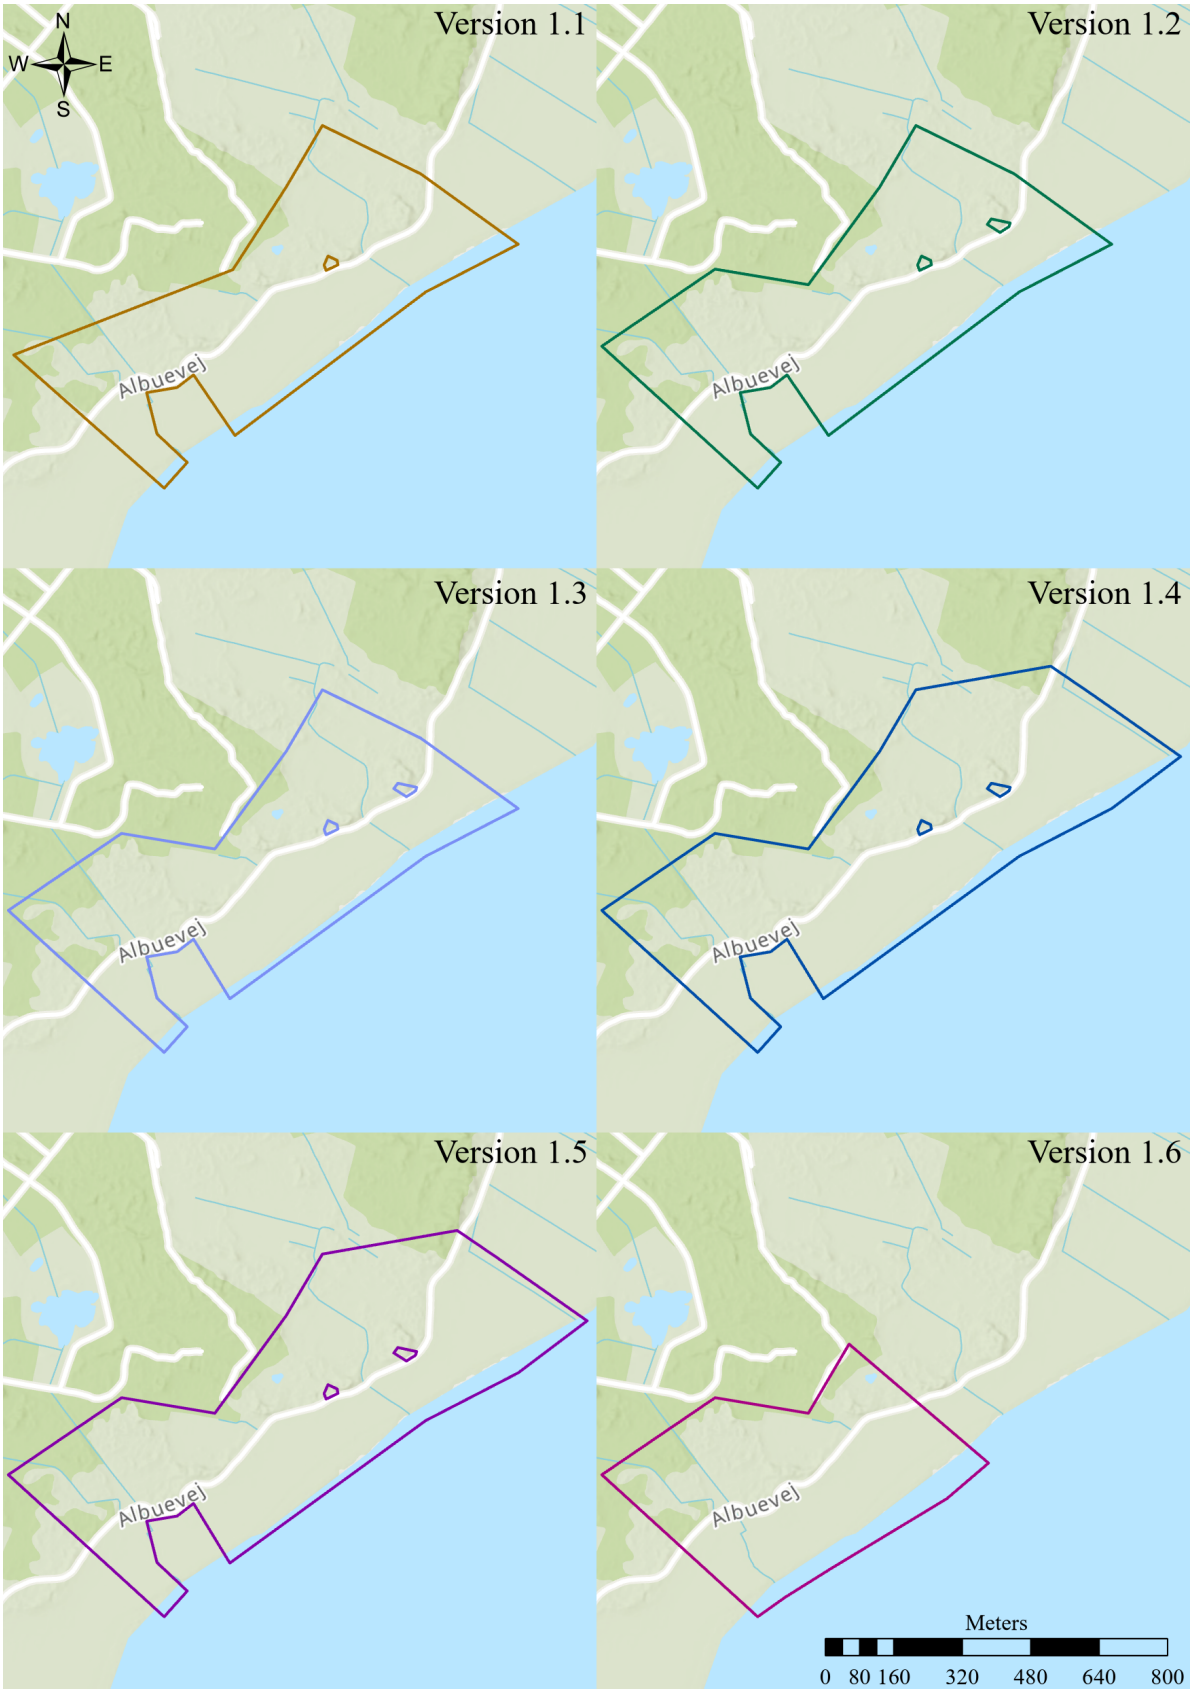 N
W E
S
Version 1.1
Albuevej
Version 1.2
Albuevej
Version 1.3
Albuevej
Version 1.4
Albuevej
Version 1.5
Albuevej
Version 1.6
Albuevej
Meters
0 80 160 320 480 640 800